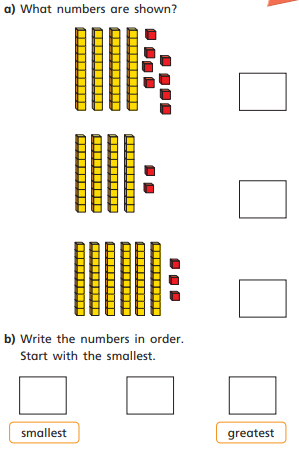 a) What numbers are shown?
b) Write the numbers in order.
Start with the smallest.
smallest
greatest